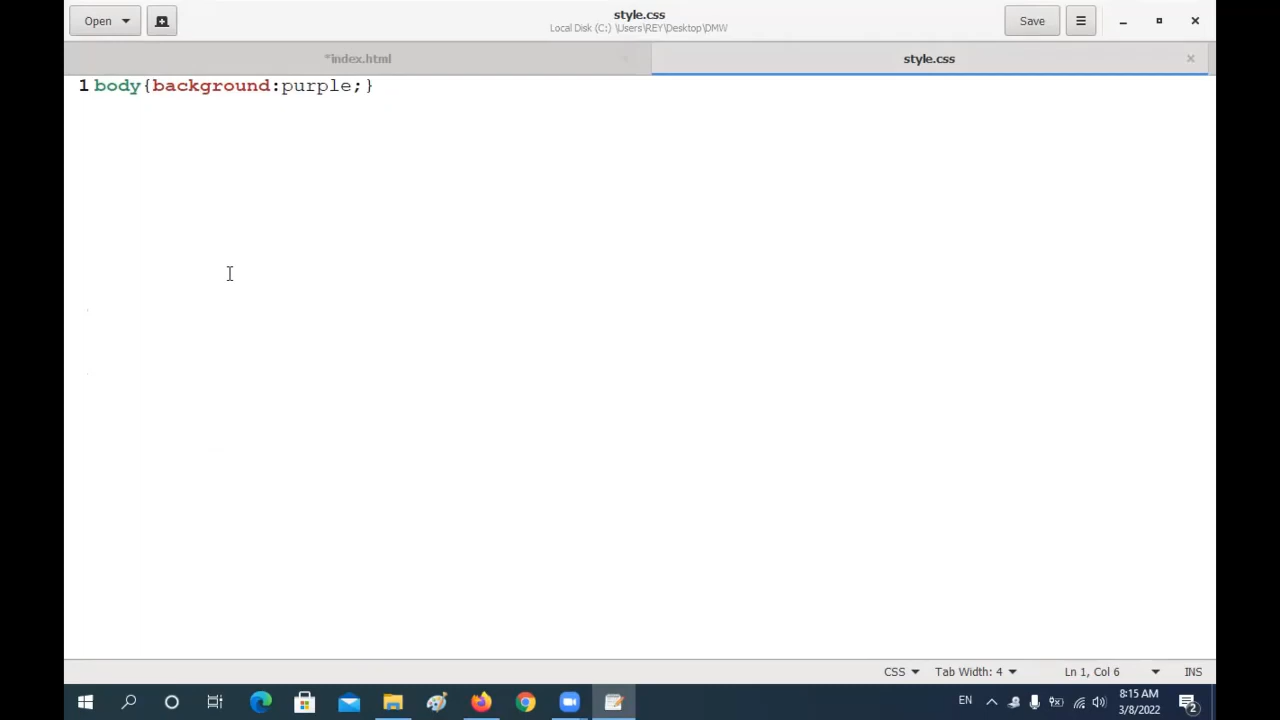 Open
style.css
Local Disk (C:) \Users\REY\Desktop\DMW
Save
*index.html
style.css
1 body{background:purple;}
CSS
Tab Width: 4
Ln 1, Col 6
INS
EN
8:15 AM
3/8/2022
2